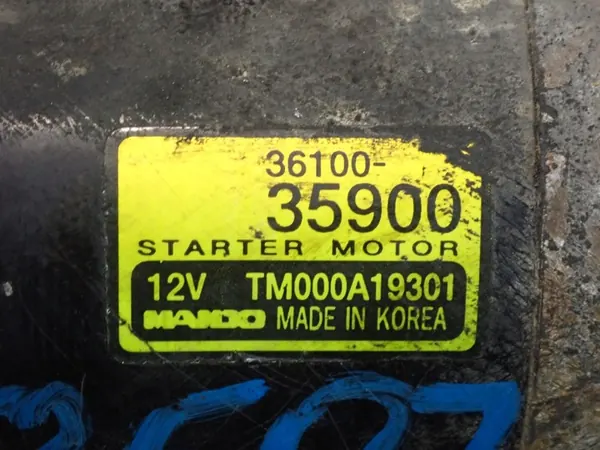 36100-
35900
STARTER MOTOR
12V TM000A19301
MANDO MADE IN KOREA